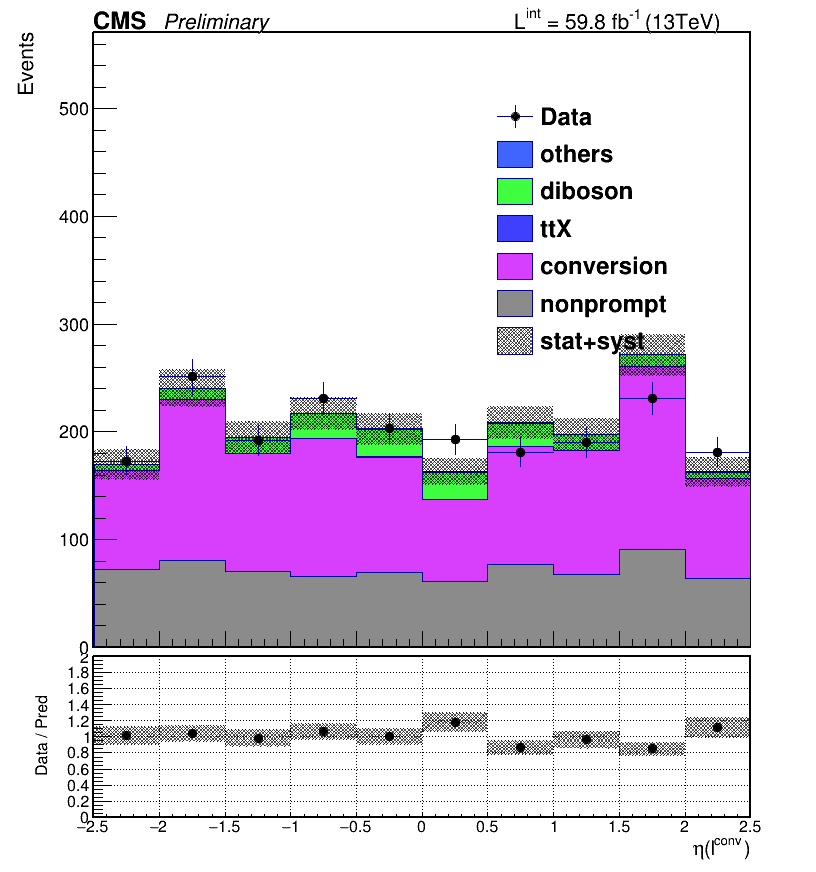 CMS Preliminary L^int = 59.8 fb^-1 (13TeV)
Events
500
400
300
200
100
0
Data
others
diboson
ttX
conversion
nonprompt
stat+syst
Data / Pred
2
1.8
1.6
1.4
1.2
1
0.8
0.6
0.4
0.2
0
−2.5 −2 −1.5 −1 −0.5 0 0.5 1 1.5 2 2.5
η(l^conv)